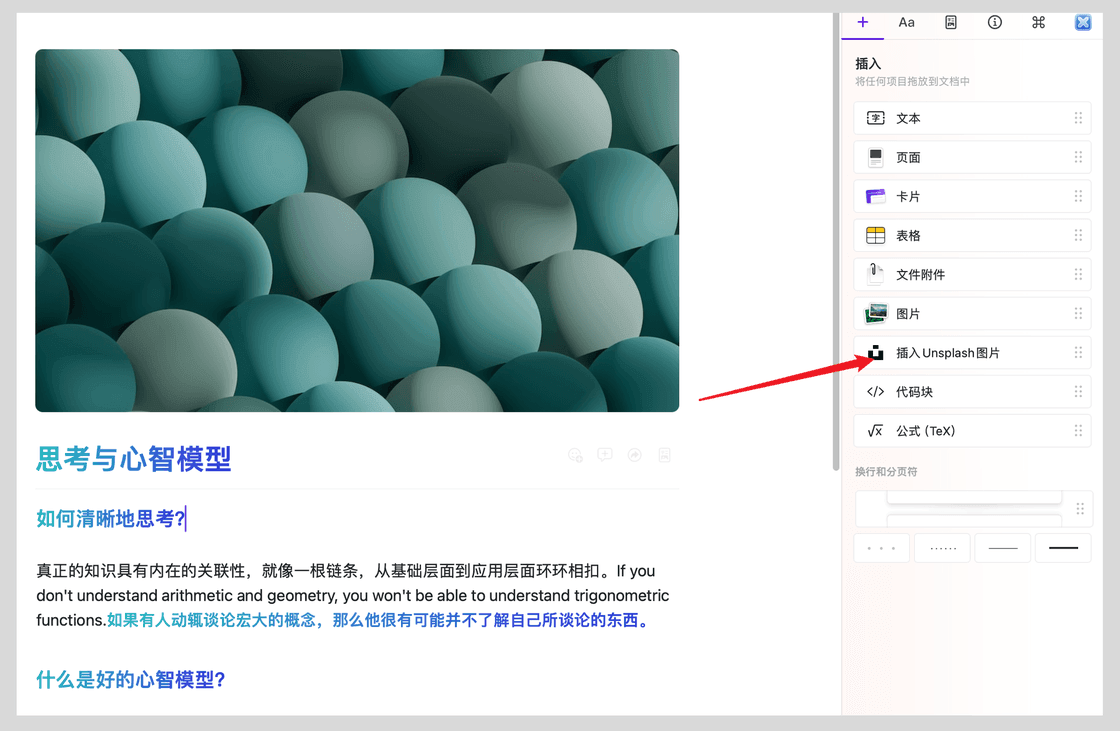 Aa
插入
将任何项目拖放到文档中
字 文本
页面
卡片
表格
文件附件
图片
插入Unsplash图片
</> 代码块
√x 公式 (TeX)
换行和分页符
思考与心智模型
如何清晰地思考?
真正的知识具有内在的关联性，就像一根链条，从基础层面到应用层面环环相扣。If you
don't understand arithmetic and geometry, you won't be able to understand trigonometric
functions.如果有人动辄谈论宏大的概念，那么他很有可能并不了解自己所谈论的东西。
什么是好的心智模型?